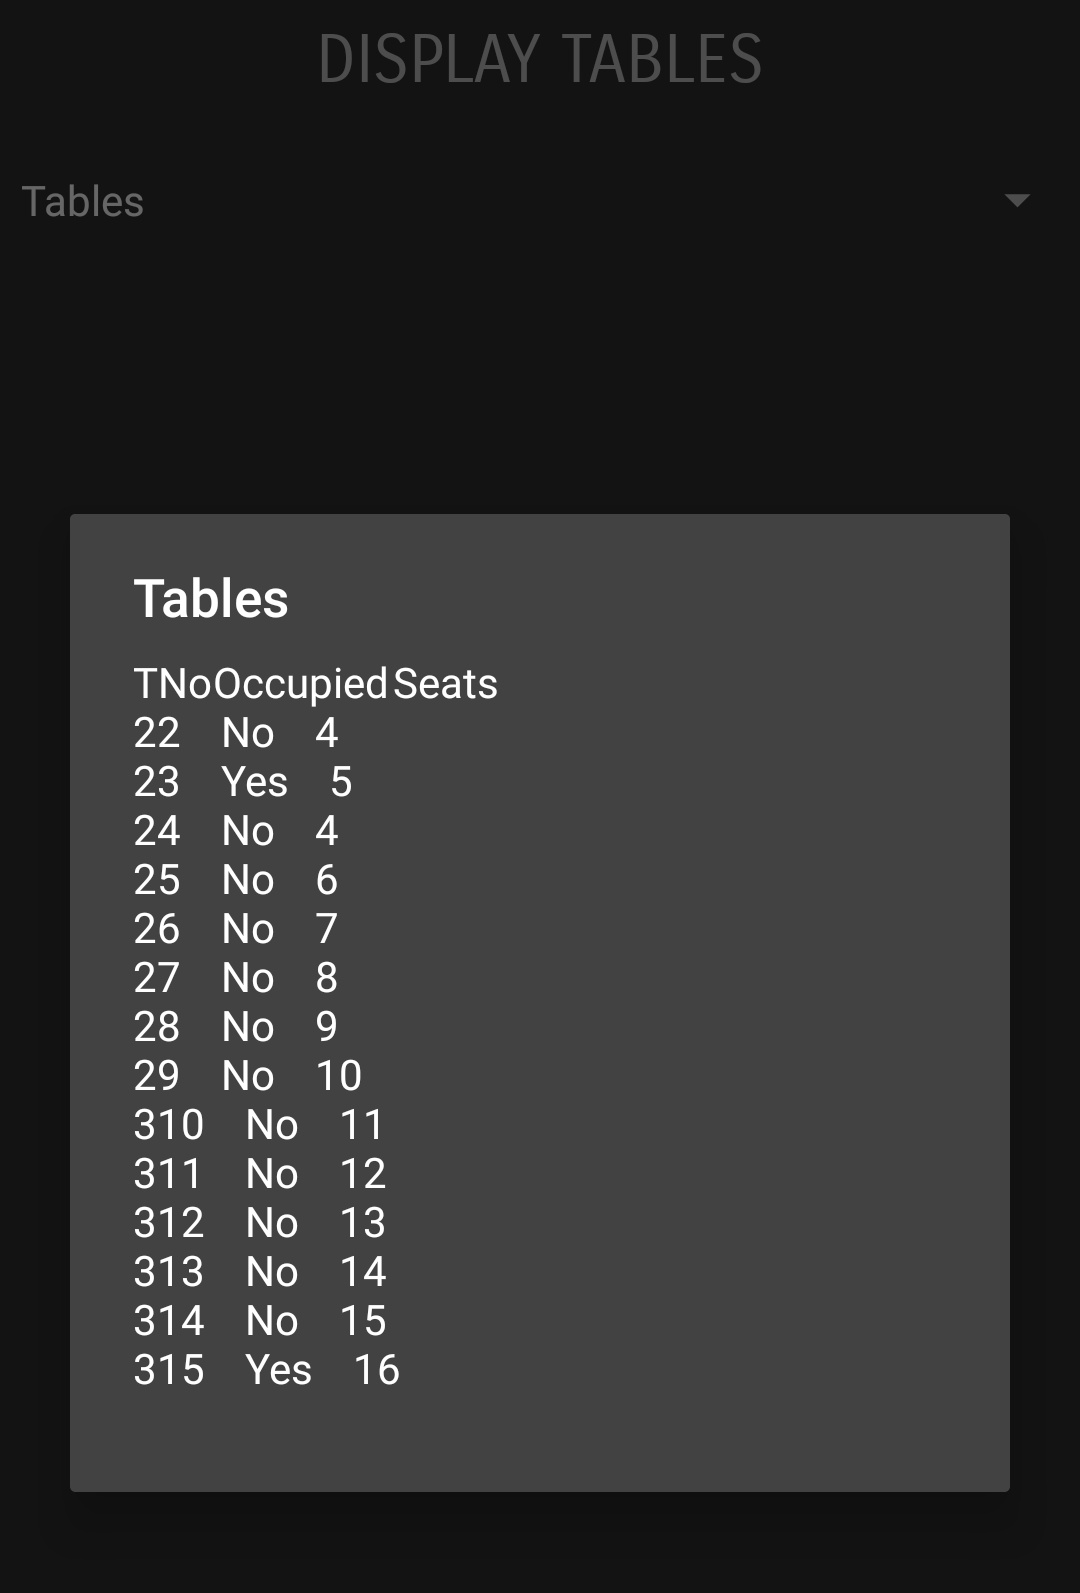 DISPLAY TABLES
Tables
Tables
TNoOccupied Seats
22 No 4
23 Yes 5
24 No 4
25 No 6
26 No 7
27 No 8
28 No 9
29 No 10
310 No 11
311 No 12
312 No 13
313 No 14
314 No 15
315 Yes 16